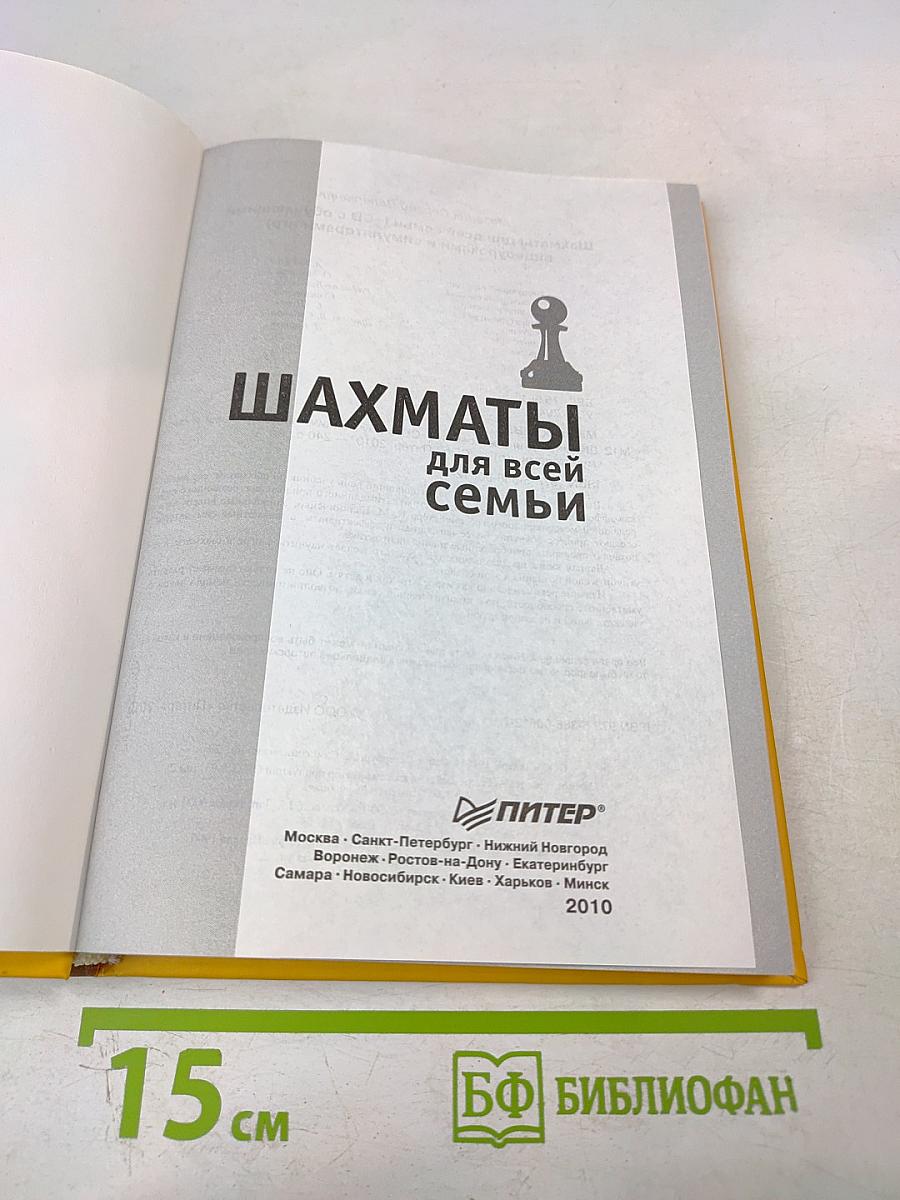 ШАХМАТЫ
для всей
семьи
ПИТЕР®
Москва · Санкт-Петербург · Нижний Новгород
Воронеж · Ростов-на-Дону · Екатеринбург
Самара · Новосибирск · Киев · Харьков · Минск
2010
15 см
БФ БИБЛИОФАН